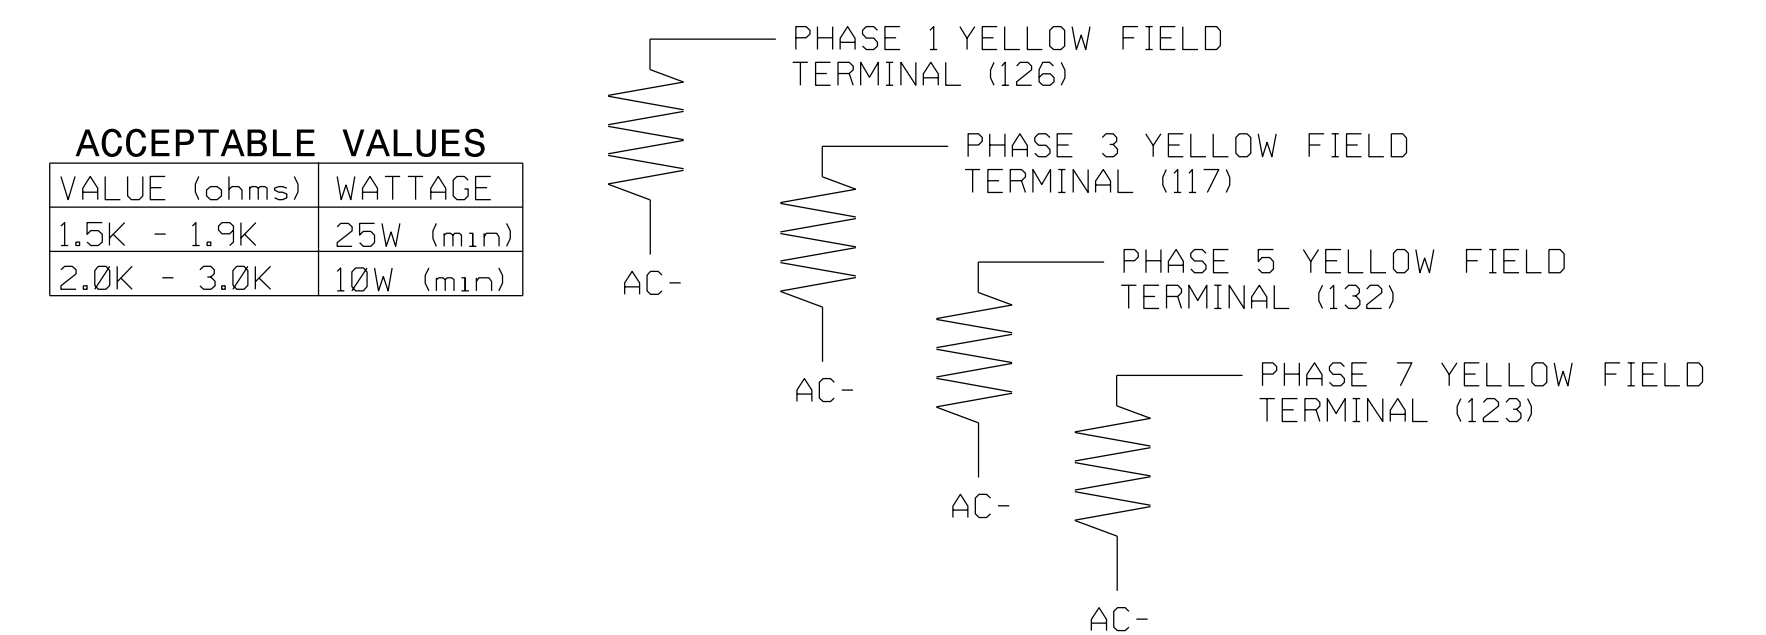 ACCEPTABLE VALUES
VALUE (ohms) WATTAGE
1.5K - 1.9K 25W (min)
2.0K - 3.0K 10W (min)
PHASE 1 YELLOW FIELD
TERMINAL (126)
AC-
PHASE 3 YELLOW FIELD
TERMINAL (117)
AC-
PHASE 5 YELLOW FIELD
TERMINAL (132)
AC-
PHASE 7 YELLOW FIELD
TERMINAL (123)
AC-